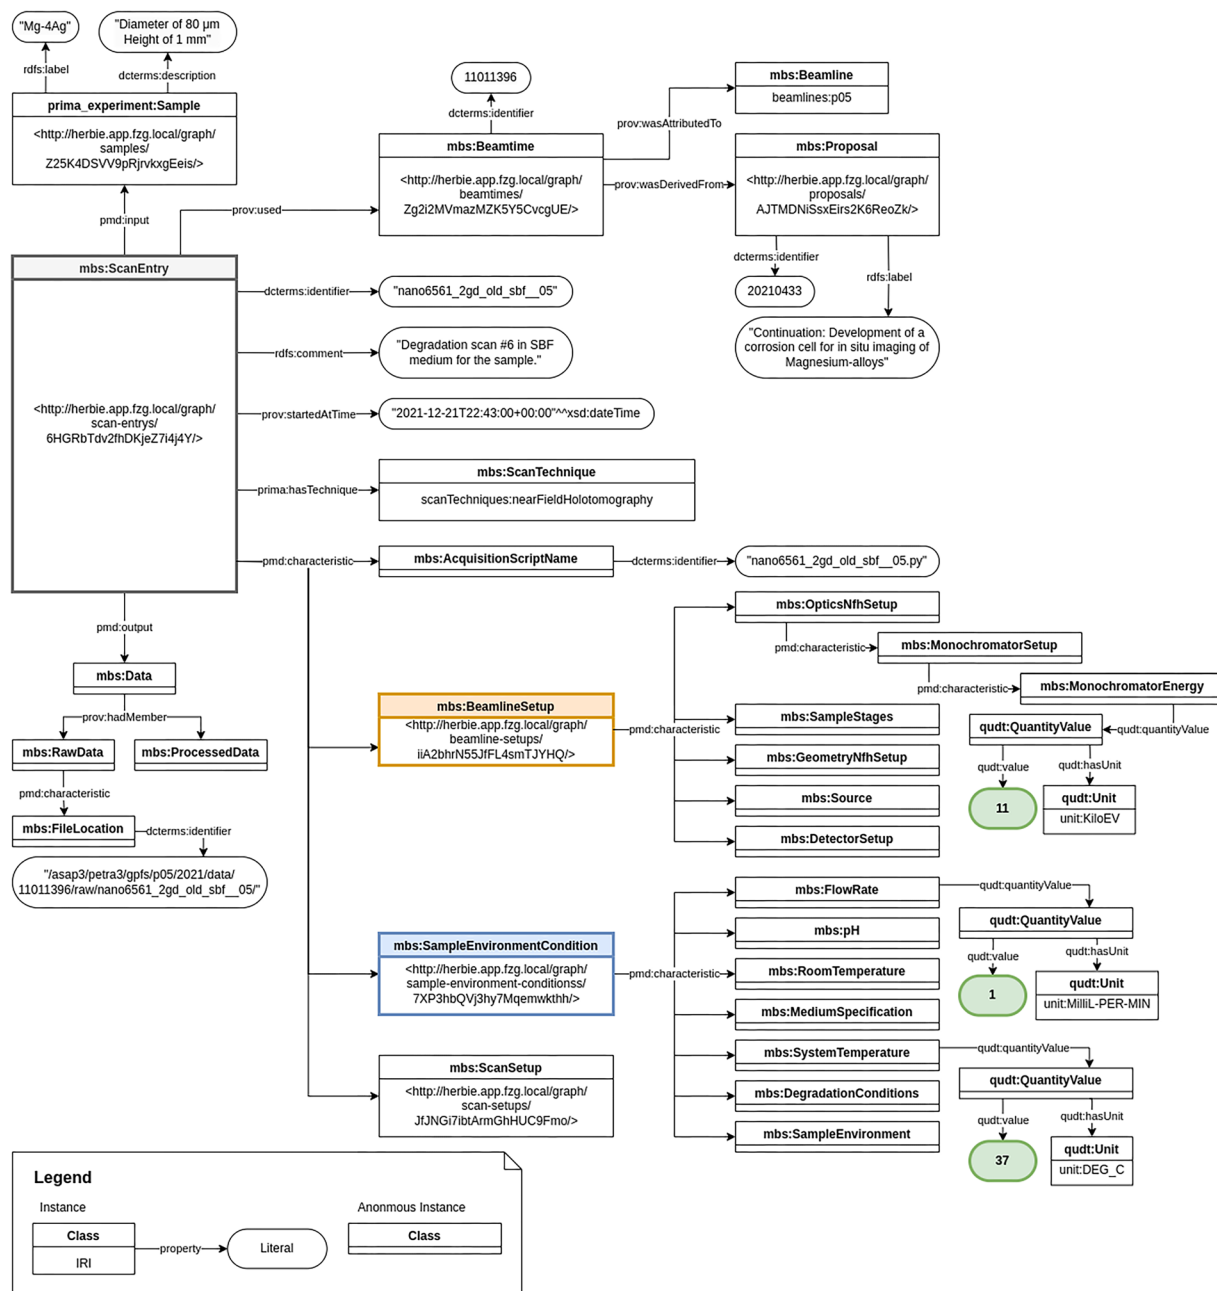 "Mg-4Ag"
"Diameter of 80 µm
Height of 1 mm"
rdfs:label
dcterms:description
prima_experiment:Sample
<http://herbie.app.fzg.local/graph/
samples/
Z25K4DSVV9pRjrvkxgEeis/>
pmd:input
prov:used
11011396
dcterms:identifier
mbs:Beamtime
<http://herbie.app.fzg.local/graph/
beamtimes/
Zg2i2MVmazMZK5Y5CvcgUE/>
prov:wasAttributedTo
mbs:Beamline
beamlines:p05
prov:wasDerivedFrom
mbs:Proposal
<http://herbie.app.fzg.local/graph/
proposals/
AJTMDNiSsxEirs2K6ReoZk/>
dcterms:identifier
20210433
rdfs:label
"Continuation: Development of a
corrosion cell for in situ imaging of
Magnesium-alloys"
mbs:ScanEntry
<http://herbie.app.fzg.local/graph/
scan-entrys/
6HGRbTdv2fhDKjeZ7i4j4Y/>
dcterms:identifier
"nano6561_2gd_old_sbf__05"
rdfs:comment
"Degradation scan #6 in SBF
medium for the sample."
prov:startedAtTime
"2021-12-21T22:43:00+00:00"^^xsd:dateTime
prima:hasTechnique
mbs:ScanTechnique
scanTechniques:nearFieldHolotomography
pmd:characteristic
mbs:AcquisitionScriptName
dcterms:identifier
"nano6561_2gd_old_sbf__05.py"
pmd:output
mbs:Data
prov:hadMember
mbs:RawData
mbs:ProcessedData
pmd:characteristic
mbs:FileLocation
dcterms:identifier
"/asap3/petra3/gpfs/p05/2021/data/
11011396/raw/nano6561_2gd_old_sbf__05/"
mbs:BeamlineSetup
<http://herbie.app.fzg.local/graph/
beamline-setups/
iiA2bhrN55JfFL4smTJYHQ/>
pmd:characteristic
mbs:OpticsNfhSetup
pmd:characteristic
mbs:MonochromatorSetup
pmd:characteristic
mbs:MonochromatorEnergy
mbs:SampleStages
mbs:GeometryNfhSetup
mbs:Source
mbs:DetectorSetup
qudt:quantityValue
qudt:QuantityValue
qudt:value
qudt:hasUnit
11
qudt:Unit
unit:KiloEV
mbs:SampleEnvironmentCondition
<http://herbie.app.fzg.local/graph/
sample-environment-conditionss/
7XP3hbQVj3hy7Mqemwkthh/>
pmd:characteristic
mbs:FlowRate
mbs:pH
mbs:RoomTemperature
mbs:MediumSpecification
mbs:SystemTemperature
mbs:DegradationConditions
mbs:SampleEnvironment
qudt:quantityValue
qudt:QuantityValue
qudt:value
qudt:hasUnit
1
qudt:Unit
unit:MilliL-PER-MIN
qudt:quantityValue
qudt:QuantityValue
qudt:value
qudt:hasUnit
37
qudt:Unit
unit:DEG_C
mbs:ScanSetup
<http://herbie.app.fzg.local/graph/
scan-setups/
JfJNGi7ibtArmGhHUC9Fmo/>
Legend
Instance
Anonmous Instance
Class
IRI
property
Literal
Class